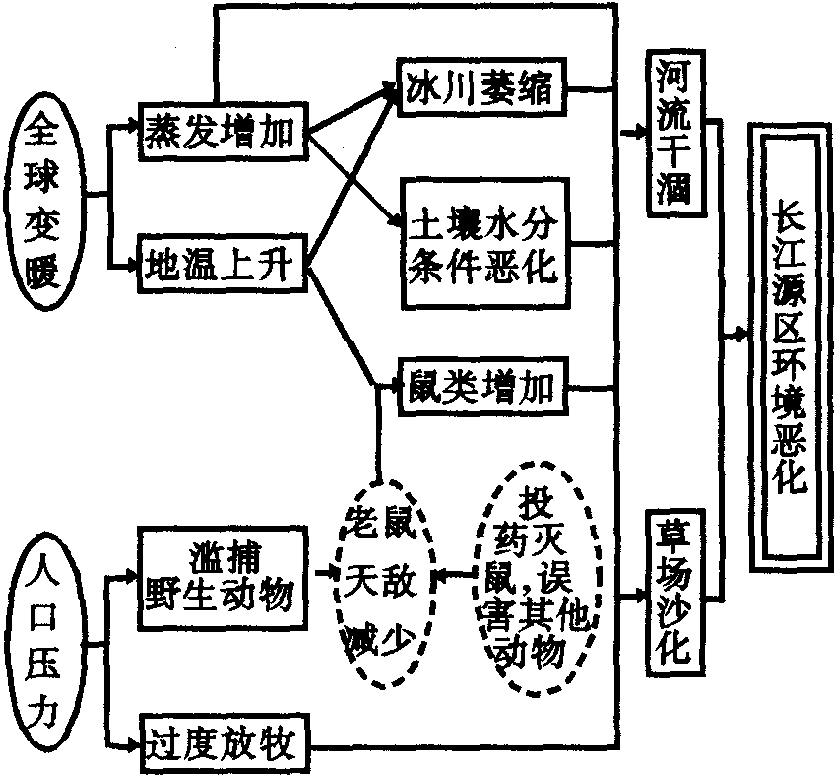 全球变暖
蒸发增加
地温上升
冰川萎缩
土壤水分
条件恶化
鼠类增加
河流干涸
长江源区环境恶化
人口压力
滥捕
野生动物
过度放牧
老鼠
天敌
减少
投
药灭
鼠,误
害其他
动物
草场沙化